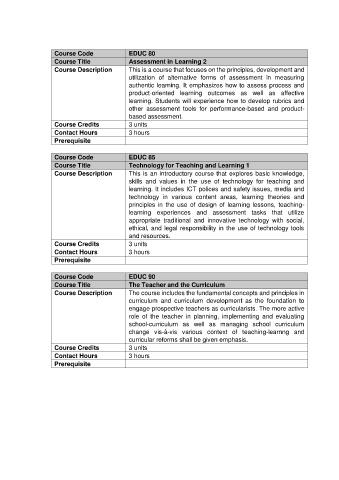 Course Code EDUC 80
Course Title Assessment in Learning 2
Course Description This is a course that focuses on the principles, development and
utilization of alternative forms of assessment in measuring
authentic learning. It emphasizes how to assess process and
product-oriented learning outcomes as well as affective
learning. Students will experience how to develop rubrics and
other assessment tools for performance-based and product-
based assessment.
Course Credits 3 units
Contact Hours 3 hours
Prerequisite
Course Code EDUC 85
Course Title Technology for Teaching and Learning 1
Course Description This is an introductory course that explores basic knowledge,
skills and values in the use of technology for teaching and
learning. It includes ICT polices and safety issues, media and
technology in various content areas, learning theories and
principles in the use of design of learning lessons, teaching-
learning experiences and assessment tasks that utilize
appropriate traditional and innovative technology with social,
ethical, and legal responsibility in the use of technology tools
and resources.
Course Credits 3 units
Contact Hours 3 hours
Prerequisite
Course Code EDUC 90
Course Title The Teacher and the Curriculum
Course Description The course includes the fundamental concepts and principles in
curriculum and curriculum development as the foundation to
engage prospective teachers as curricularists. The more active
role of the teacher in planning, implementing and evaluating
school-curriculum as well as managing school curriculum
change vis-á-vis various context of teaching-learning and
curricular reforms shall be given emphasis.
Course Credits 3 units
Contact Hours 3 hours
Prerequisite